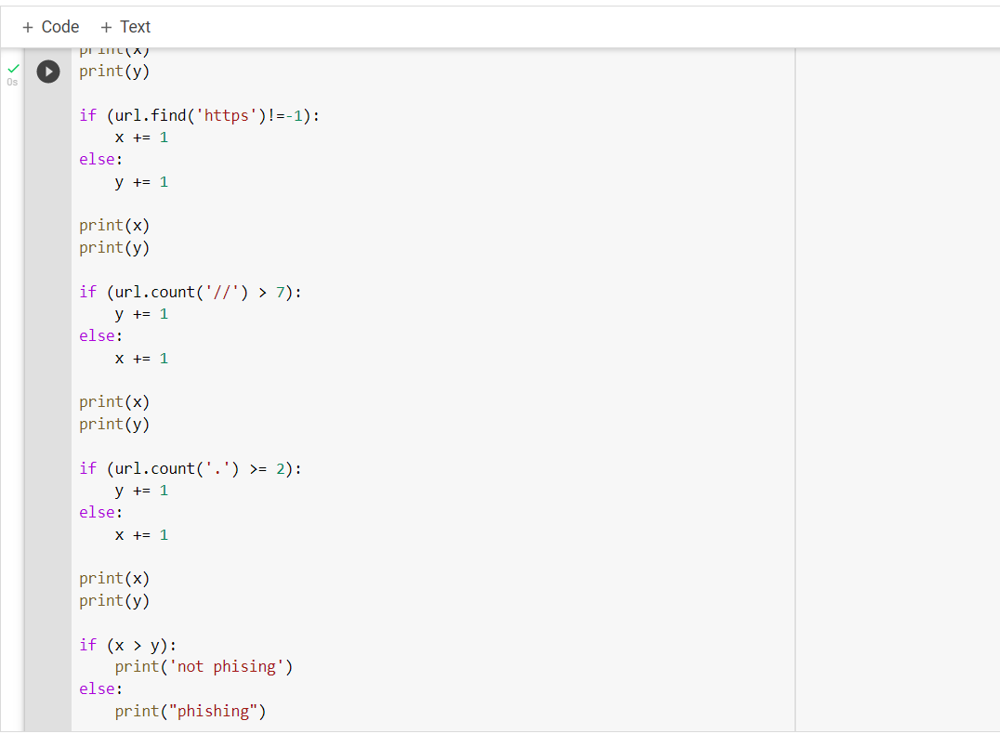 + Code + Text
print(x)
0s
print(y)
if (url.find('https')!=-1):
    x += 1
else:
    y += 1
print(x)
print(y)
if (url.count('//') > 7):
    y += 1
else:
    x += 1
print(x)
print(y)
if (url.count('.') >= 2):
    y += 1
else:
    x += 1
print(x)
print(y)
if (x > y):
    print('not phising')
else:
    print("phishing")